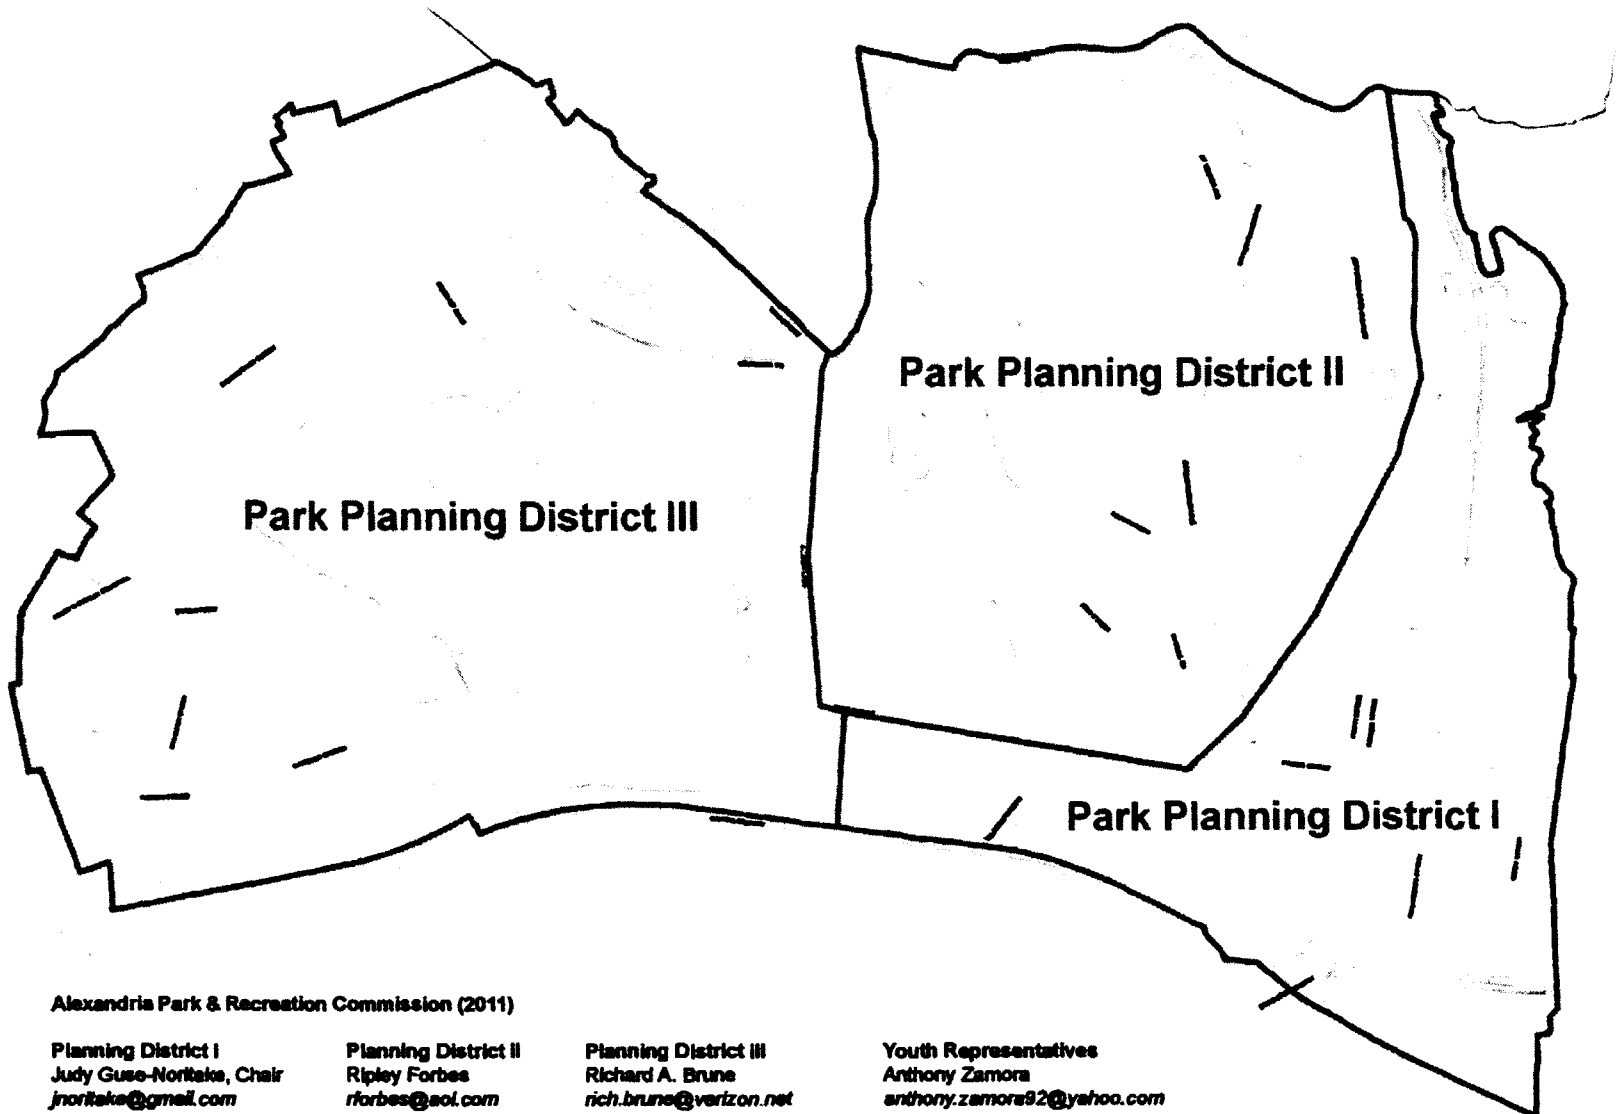 Park Planning District II
Park Planning District III
Park Planning District I
Alexandria Park & Recreation Commission (2011)
Planning District I
Judy Guse-Noritake, Chair
jnoritake@gmail.com
Planning District II
Ripley Forbes
rforbes@aol.com
Planning District III
Richard A. Brune
rich.brune@verizon.net
Youth Representatives
Anthony Zamora
anthony.zamora92@yahoo.com